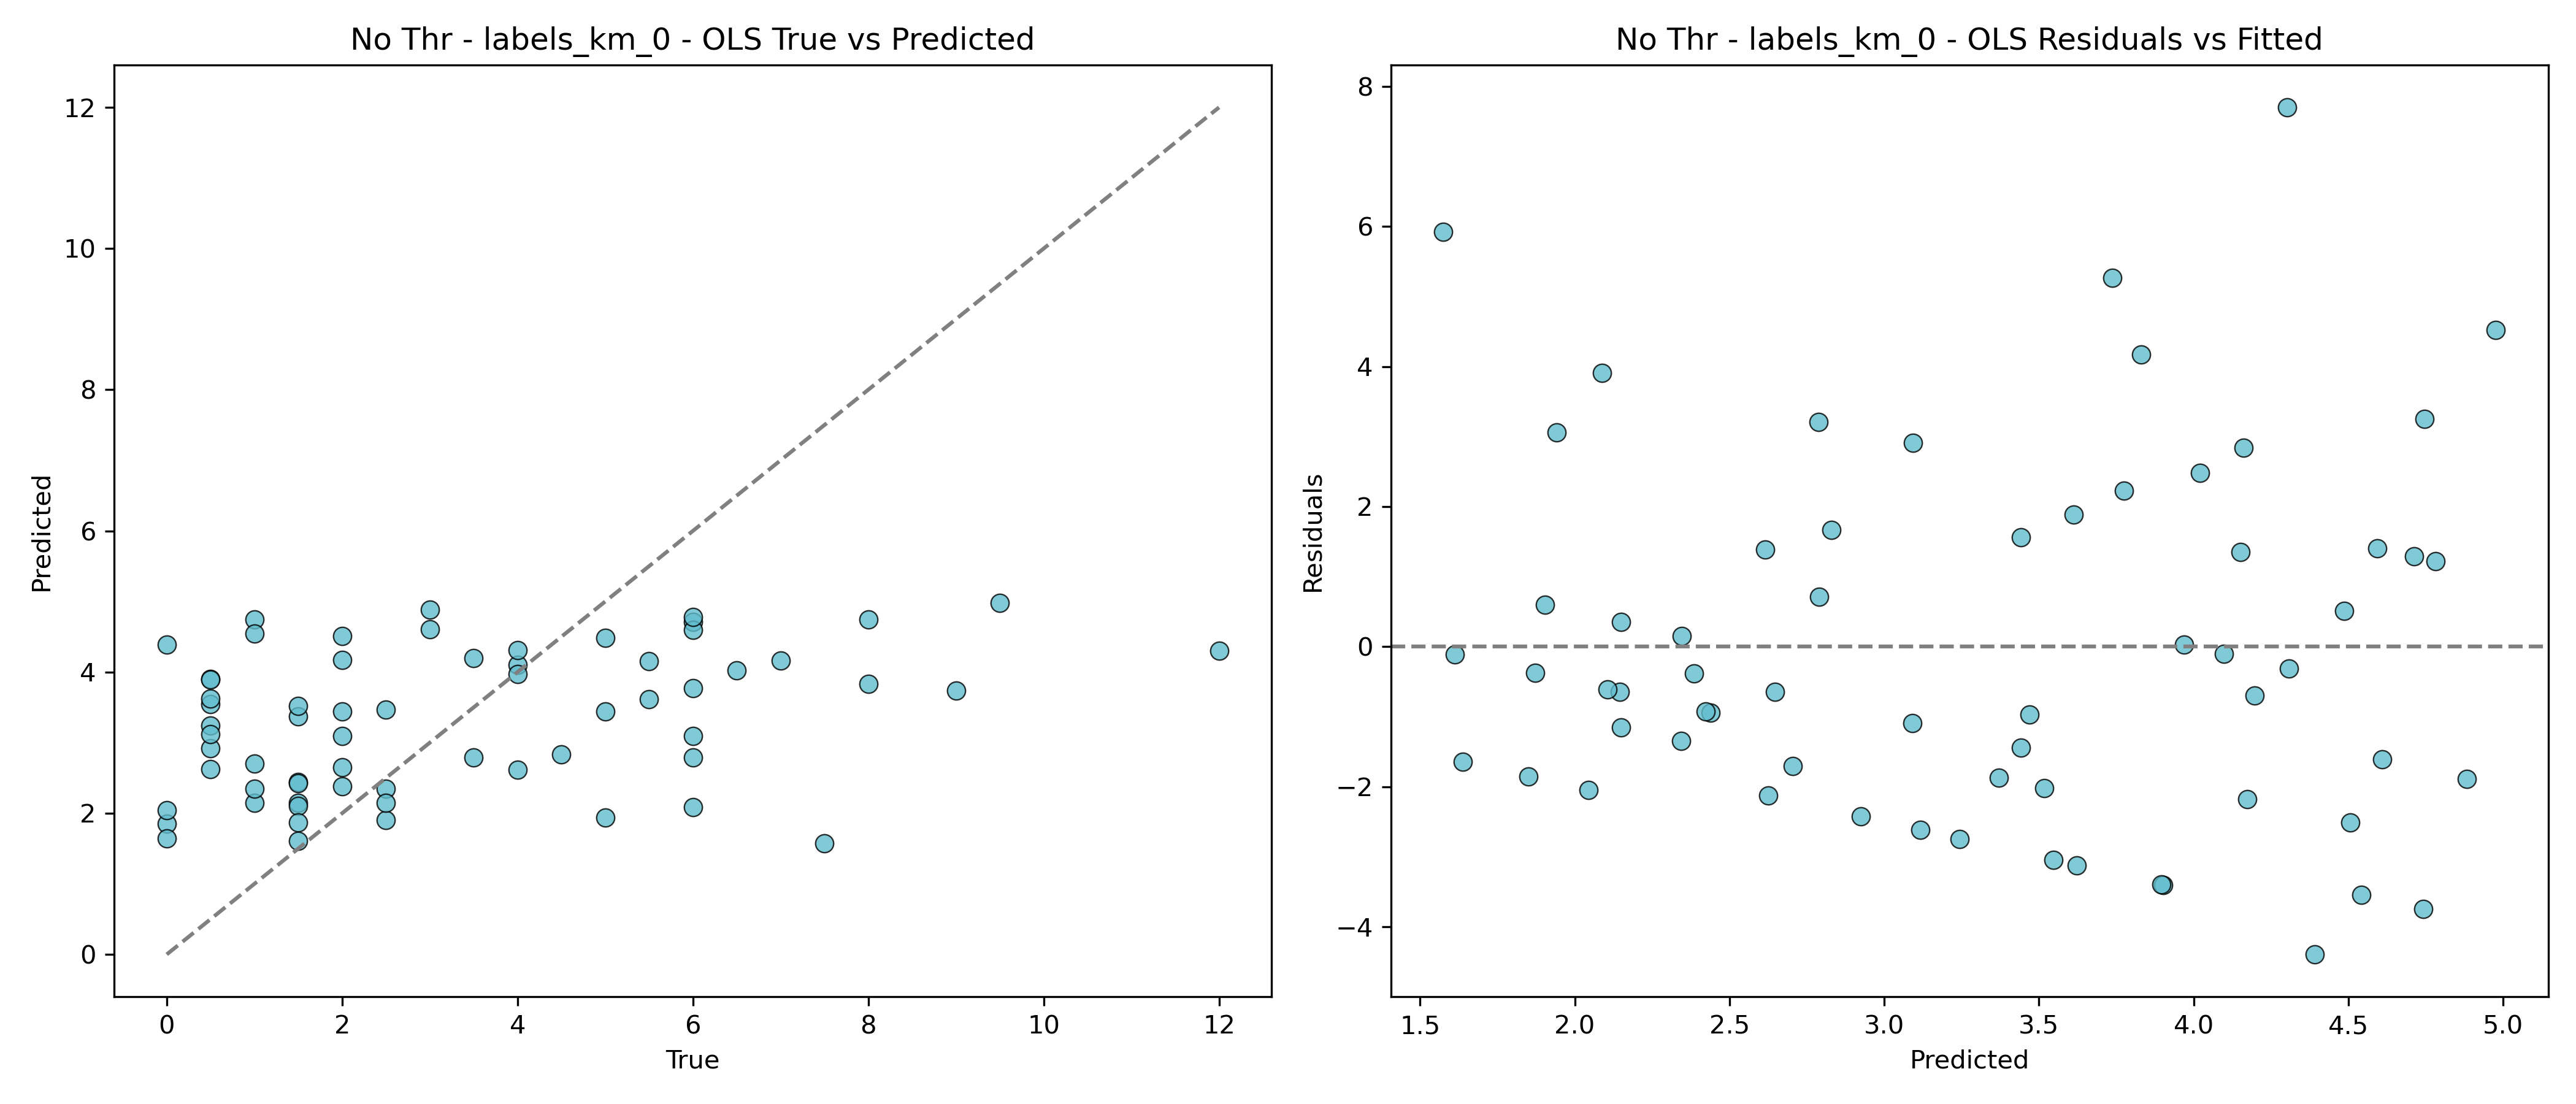 No Thr - labels_km_0 - OLS True vs Predicted
12
10
8
6
4
2
0
Predicted
0 2 4 6 8 10 12
True
No Thr - labels_km_0 - OLS Residuals vs Fitted
8
6
4
2
0
−2
−4
Residuals
1.5 2.0 2.5 3.0 3.5 4.0 4.5 5.0
Predicted